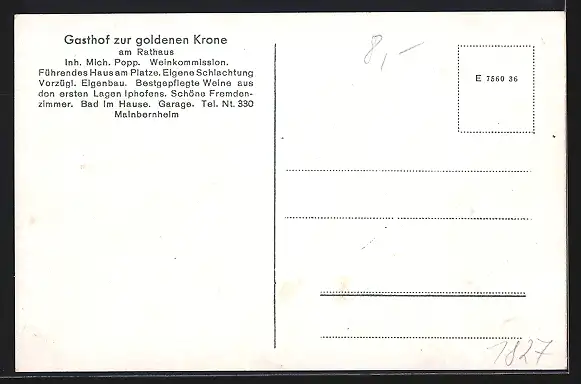 Gasthof zur goldenen Krone
am Rathaus
Inh. Mich. Popp. Weinkommission.
Führendes Haus am Platze. Eigene Schlachtung
Vorzügl. Eigenbau. Bestgepflegte Weine aus
den ersten Lagen Iphofens. Schöne Fremden-
zimmer. Bad im Hause. Garage. Tel. Nt. 330
Mainbernheim
8,-
E 7560 36
1827